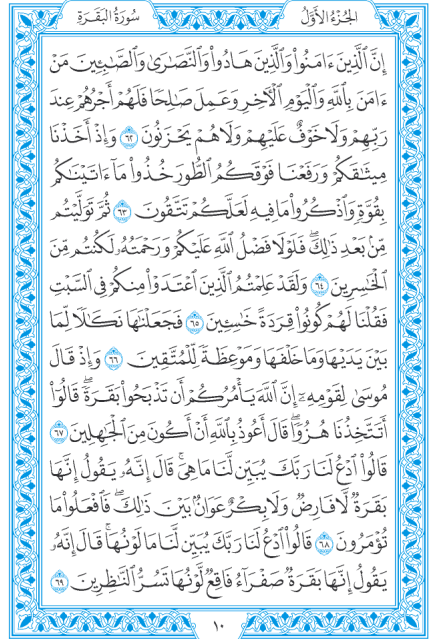 الجُزْءُ الأَوَّلُ
سُورَةُ البَقَرَةِ
إِنَّ ٱلَّذِينَ ءَامَنُوا۟ وَٱلَّذِينَ هَادُوا۟ وَٱلنَّصَـٰرَىٰ وَٱلصَّـٰبِـِٔينَ مَنْ
ءَامَنَ بِٱللَّهِ وَٱلْيَوْمِ ٱلْـَٔاخِرِ وَعَمِلَ صَـٰلِحًا فَلَهُمْ أَجْرُهُمْ عِندَ
رَبِّهِمْ وَلَا خَوْفٌ عَلَيْهِمْ وَلَا هُمْ يَحْزَنُونَ ٦٢ وَإِذْ أَخَذْنَا
مِيثَـٰقَكُمْ وَرَفَعْنَا فَوْقَكُمُ ٱلطُّورَ خُذُوا۟ مَآ ءَاتَيْنَـٰكُم
بِقُوَّةٍ وَٱذْكُرُوا۟ مَا فِيهِ لَعَلَّكُمْ تَتَّقُونَ ٦٣ ثُمَّ تَوَلَّيْتُم
مِّنۢ بَعْدِ ذَٰلِكَ ۖ فَلَوْلَا فَضْلُ ٱللَّهِ عَلَيْكُمْ وَرَحْمَتُهُۥ لَكُنتُم مِّنَ
ٱلْخَـٰسِرِينَ ٦٤ وَلَقَدْ عَلِمْتُمُ ٱلَّذِينَ ٱعْتَدَوْا۟ مِنكُمْ فِى ٱلسَّبْتِ
فَقُلْنَا لَهُمْ كُونُوا۟ قِرَدَةً خَـٰسِـِٔينَ ٦٥ فَجَعَلْنَـٰهَا نَكَـٰلًا لِّمَا
بَيْنَ يَدَيْهَا وَمَا خَلْفَهَا وَمَوْعِظَةً لِّلْمُتَّقِينَ ٦٦ وَإِذْ قَالَ
مُوسَىٰ لِقَوْمِهِۦٓ إِنَّ ٱللَّهَ يَأْمُرُكُمْ أَن تَذْبَحُوا۟ بَقَرَةً ۖ قَالُوٓا۟
أَتَتَّخِذُنَا هُزُوًا ۖ قَالَ أَعُوذُ بِٱللَّهِ أَنْ أَكُونَ مِنَ ٱلْجَـٰهِلِينَ ٦٧
قَالُوا۟ ٱدْعُ لَنَا رَبَّكَ يُبَيِّن لَّنَا مَا هِىَ ۚ قَالَ إِنَّهُۥ يَقُولُ إِنَّهَا
بَقَرَةٌ لَّا فَارِضٌ وَلَا بِكْرٌ عَوَانٌۢ بَيْنَ ذَٰلِكَ ۖ فَٱفْعَلُوا۟ مَا
تُؤْمَرُونَ ٦٨ قَالُوا۟ ٱدْعُ لَنَا رَبَّكَ يُبَيِّن لَّنَا مَا لَوْنُهَا ۚ قَالَ إِنَّهُۥ
يَقُولُ إِنَّهَا بَقَرَةٌ صَفْرَآءُ فَاقِعٌ لَّوْنُهَا تَسُرُّ ٱلنَّـٰظِرِينَ ٦٩
١٠